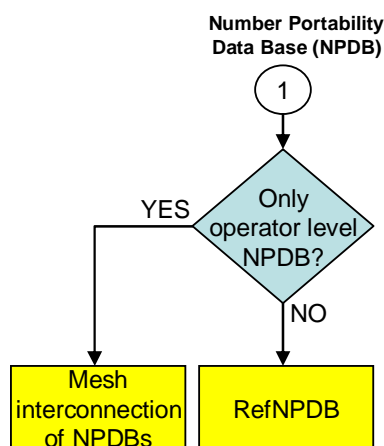 Number Portability
Data Base (NPDB)
1
Only
operator level
NPDB?
YES
NO
Mesh
interconnection
of NPDBs
RefNPDB